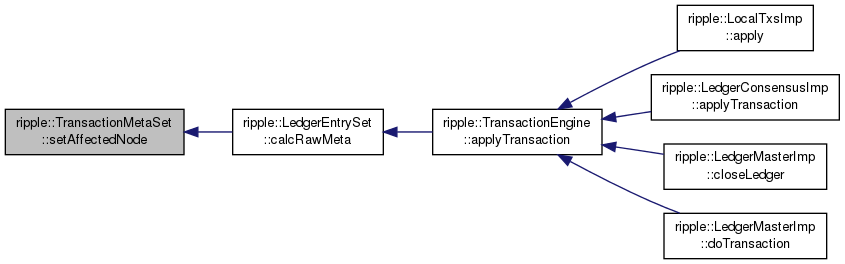 ripple::TransactionMetaSet
::setAffectedNode
ripple::LedgerEntrySet
::calcRawMeta
ripple::TransactionEngine
::applyTransaction
ripple::LocalTxsImp
::apply
ripple::LedgerConsensusImp
::applyTransaction
ripple::LedgerMasterImp
::closeLedger
ripple::LedgerMasterImp
::doTransaction